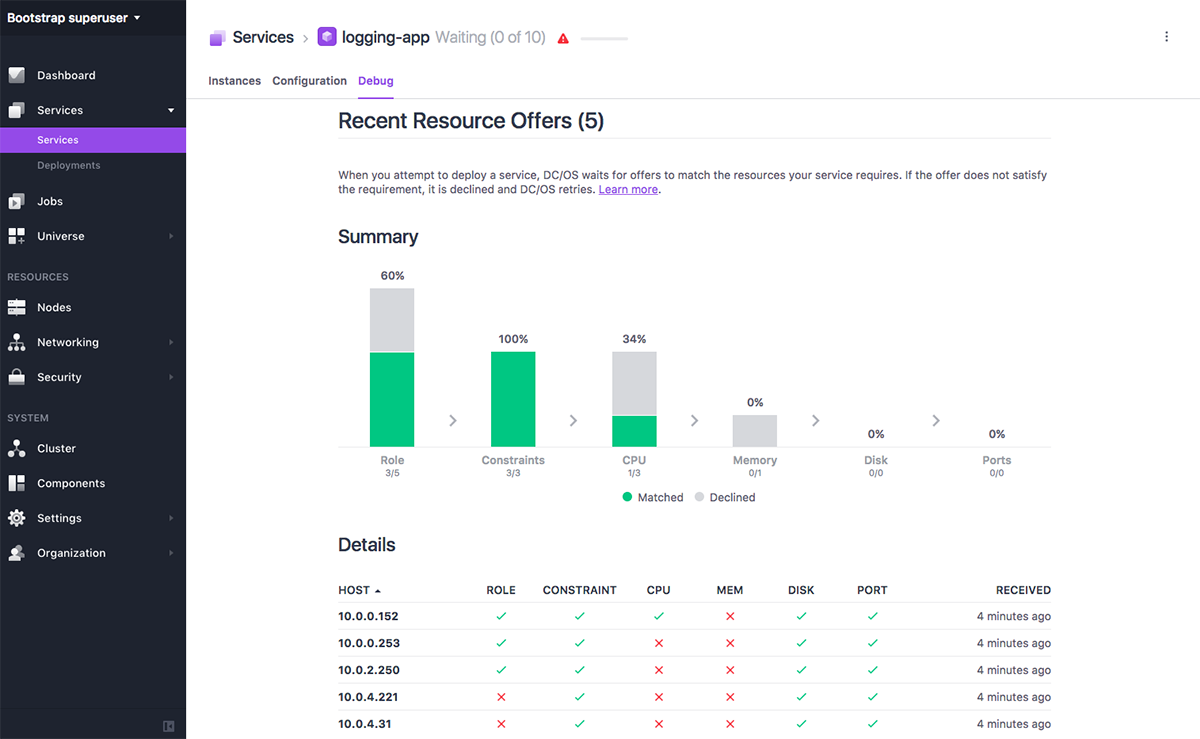 Bootstrap superuser
Dashboard
Services
Services
Deployments
Jobs
Universe
RESOURCES
Nodes
Networking
Security
SYSTEM
Cluster
Components
Settings
Organization
Services logging-app Waiting (0 of 10)
Instances Configuration Debug
Recent Resource Offers (5)
When you attempt to deploy a service, DC/OS waits for offers to match the resources your service requires. If the offer does not satisfy
the requirement, it is declined and DC/OS retries. Learn more.
Summary
60% 100% 34% 0% 0% 0%
Role Constraints CPU Memory Disk Ports
3/5 3/3 1/3 0/1 0/0 0/0
Matched Declined
Details
HOST ROLE CONSTRAINT CPU MEM DISK PORT RECEIVED
10.0.0.152 4 minutes ago
10.0.0.253 4 minutes ago
10.0.2.250 4 minutes ago
10.0.4.221 4 minutes ago
10.0.4.31 4 minutes ago